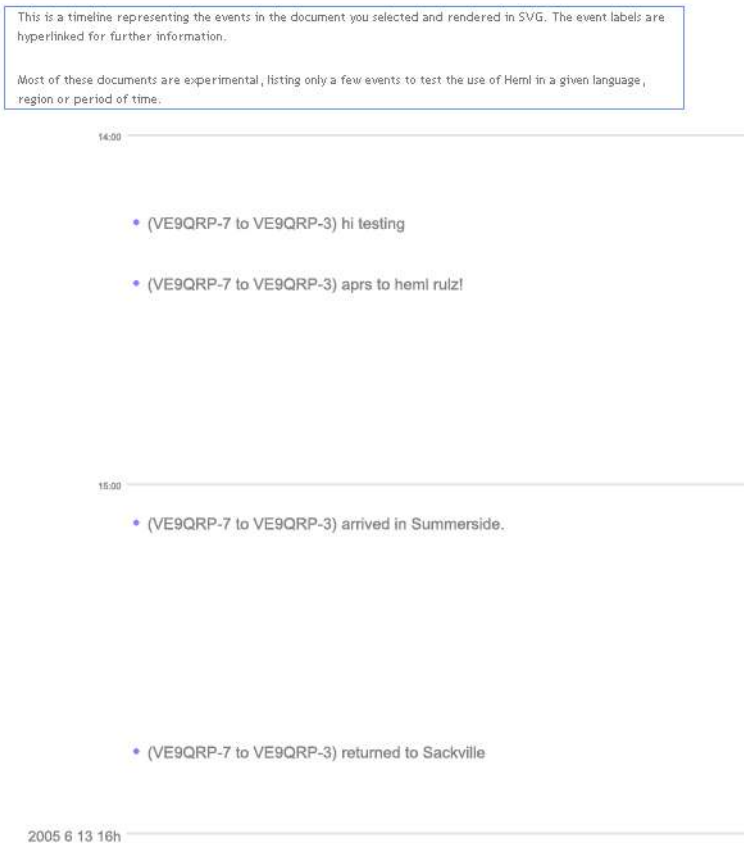 This is a timeline representing the events in the document you selected and rendered in SVG. The event labels are
hyperlinked for further information.
Most of these documents are experimental, listing only a few events to test the use of Heml in a given language,
region or period of time.
14:00
(VE9QRP-7 to VE9QRP-3) hi testing
(VE9QRP-7 to VE9QRP-3) aprs to heml rulz!
15:00
(VE9QRP-7 to VE9QRP-3) arrived in Summerside.
(VE9QRP-7 to VE9QRP-3) returned to Sackville
2005 6 13 16h